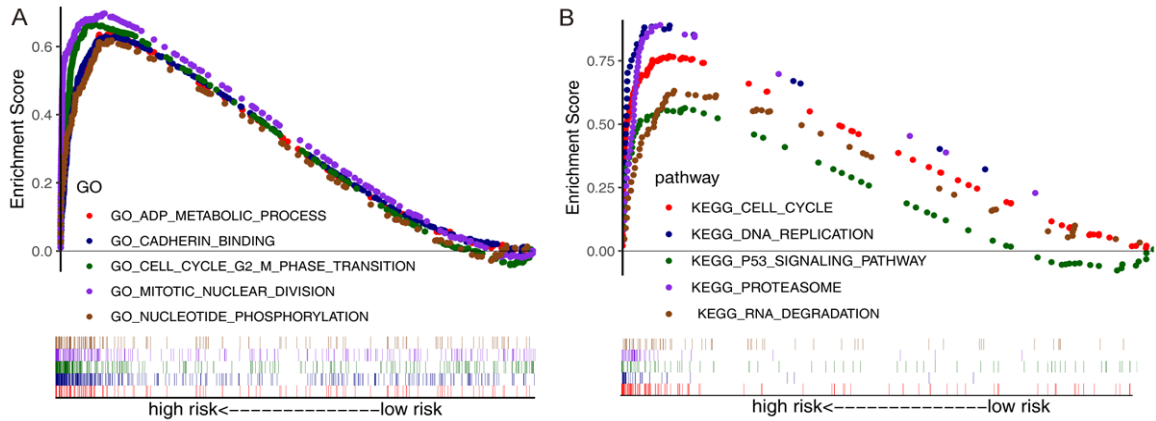 A
Enrichment Score
0.6
0.4
0.2
0.0
GO
GO_ADP_METABOLIC_PROCESS
GO_CADHERIN_BINDING
GO_CELL_CYCLE_G2_M_PHASE_TRANSITION
GO_MITOTIC_NUCLEAR_DIVISION
GO_NUCLEOTIDE_PHOSPHORYLATION
high risk<---------------low risk
B
Enrichment Score
0.75
0.50
0.25
0.00
pathway
KEGG_CELL_CYCLE
KEGG_DNA_REPLICATION
KEGG_P53_SIGNALING_PATHWAY
KEGG_PROTEASOME
KEGG_RNA_DEGRADATION
high risk<---------------low risk